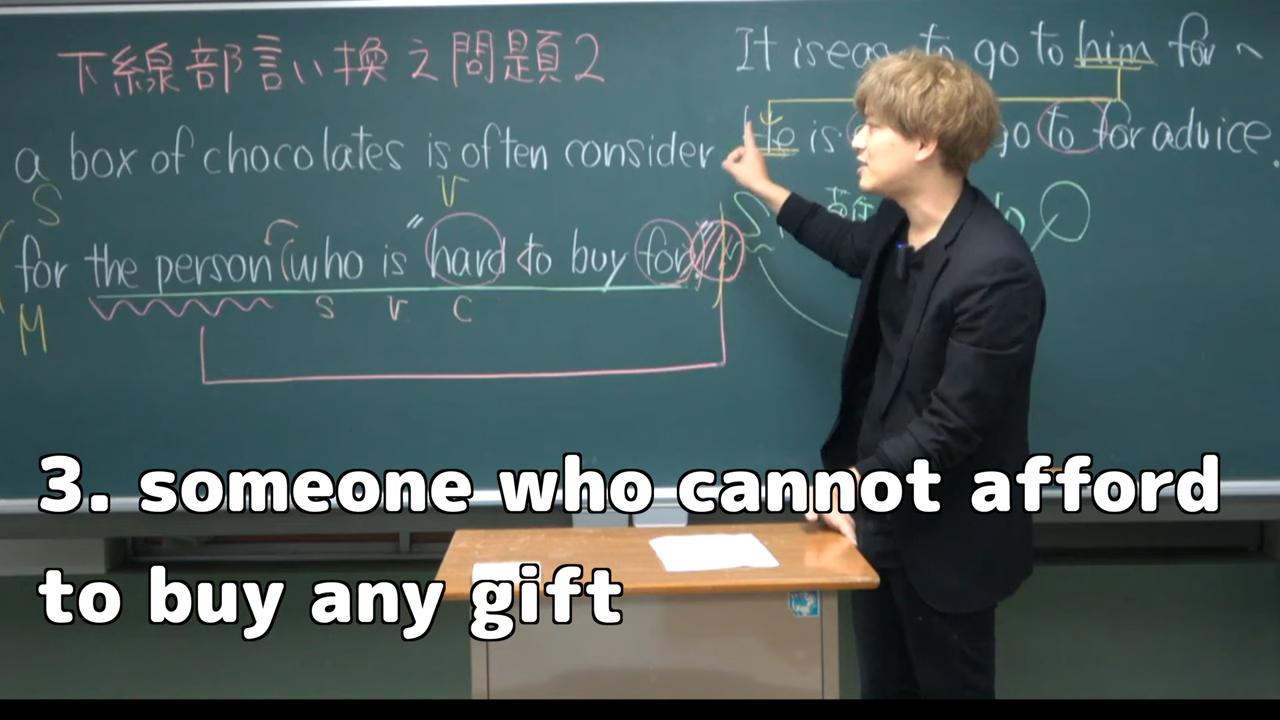 下線部言い換え問題2
a box of chocolates is often consider
S
V
for the person (who is "hard to buy for"
M
S V C
It is eas to go to him for ~
He is go to for advice.
S
3. someone who cannot afford
to buy any gift